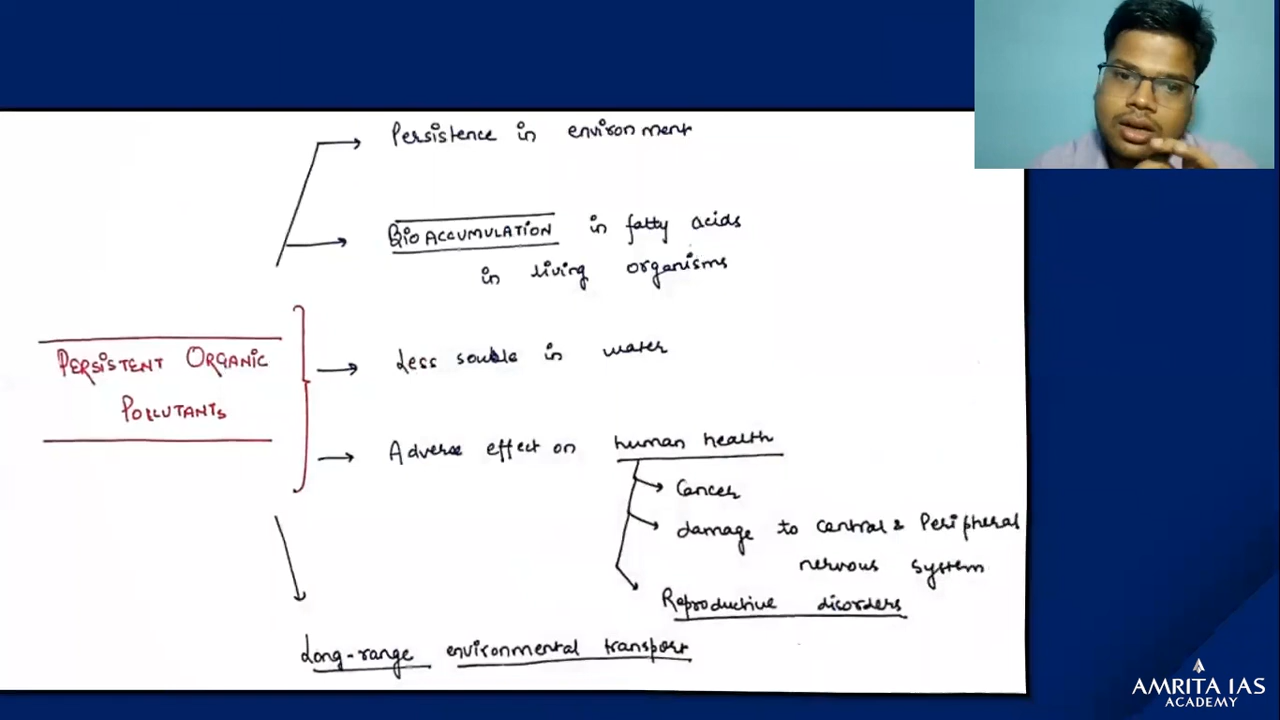 Persistence in environment
BIOACCUMULATION in fatty acids
in living organisms
PERSISTENT ORGANIC
POLLUTANTS
Less souble in water
Adverse effect on human health
Cancer
damage to central & Peripheral
nervous system
Reproductive disorders
Long-range environmental transport
AMRITA IAS
ACADEMY